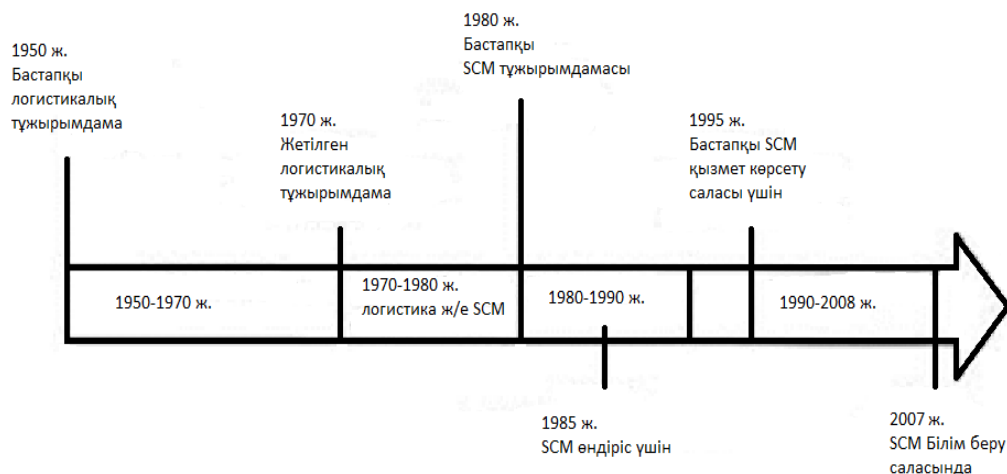 1950 ж.
Бастапқы
логистикалық
тұжырымдама
1970 ж.
Жетілген
логистикалық
тұжырымдама
1980 ж.
Бастапқы
SCM тұжырымдамасы
1995 ж.
Бастапқы SCM
қызмет көрсету
саласы үшін
1950-1970 ж.
1970-1980 ж.
логистика ж/е SCM
1980-1990 ж.
1990-2008 ж.
1985 ж.
SCM өндіріс үшін
2007 ж.
SCM Білім беру
саласында